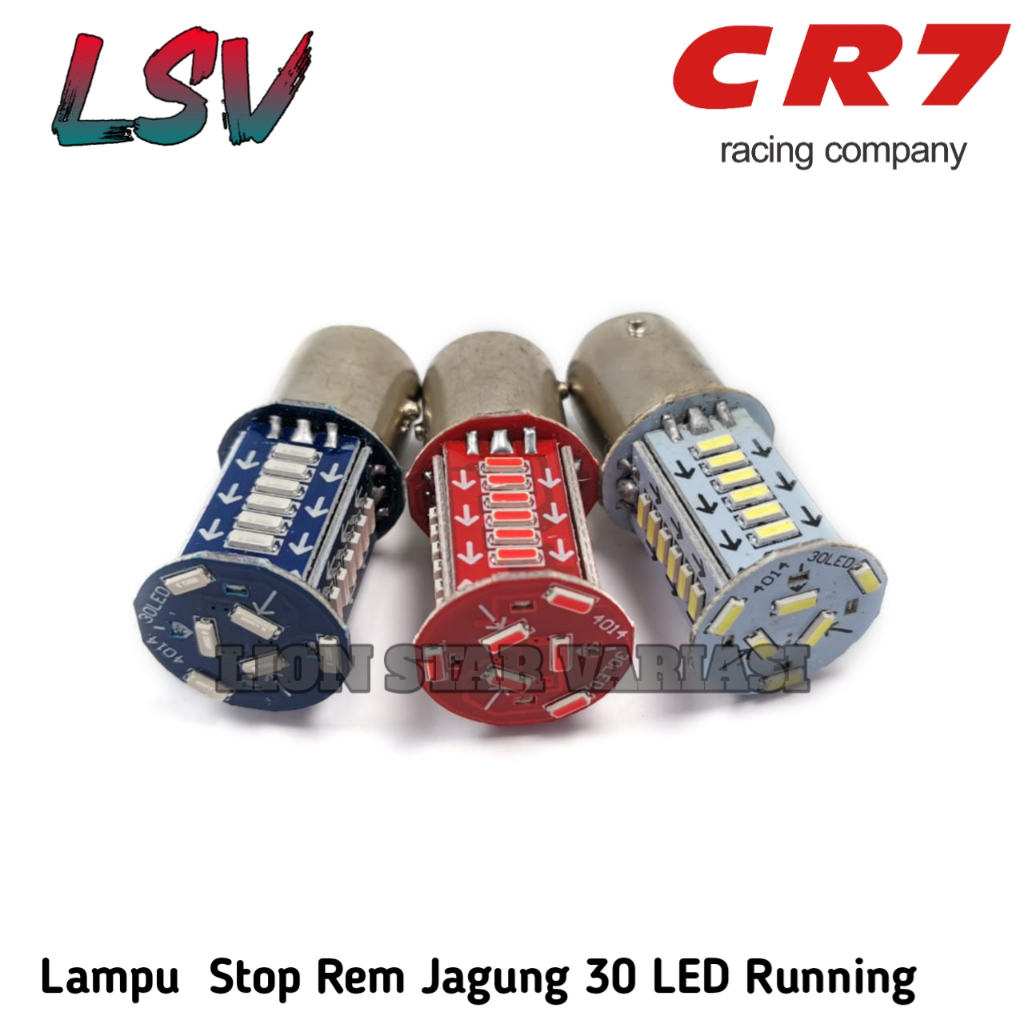 LSV
CR7
racing company
30LED
4014
4014
30LED
4014
30LED
LION STAR VARIASI
Lampu Stop Rem Jagung 30 LED Running